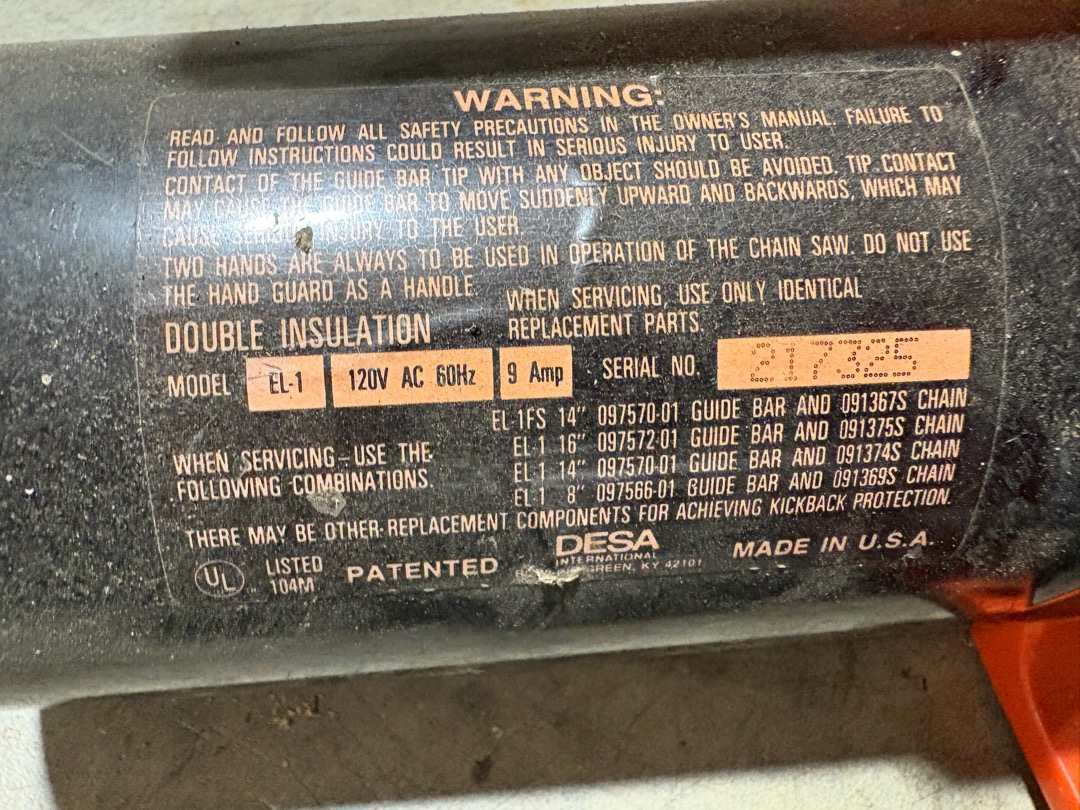 WARNING:
READ AND FOLLOW ALL SAFETY PRECAUTIONS IN THE OWNER'S MANUAL. FAILURE TO
FOLLOW INSTRUCTIONS COULD RESULT IN SERIOUS INJURY TO USER.
CONTACT OF THE GUIDE BAR TIP WITH ANY OBJECT SHOULD BE AVOIDED. TIP CONTACT
MAY CAUSE THE GUIDE BAR TO MOVE SUDDENLY UPWARD AND BACKWARDS, WHICH MAY
CAUSE INJURY TO THE USER.
TWO HANDS ARE ALWAYS TO BE USED IN OPERATION OF THE CHAIN SAW. DO NOT USE
THE HAND GUARD AS A HANDLE.
WHEN SERVICING, USE ONLY IDENTICAL
REPLACEMENT PARTS.
DOUBLE INSULATION
MODEL EL-1 120V AC 60Hz 9 Amp SERIAL NO. 217325
WHEN SERVICING-USE THE
FOLLOWING COMBINATIONS.
EL-1FS 14" 097570-01 GUIDE BAR AND 091367S CHAIN
EL-1 16" 097572-01 GUIDE BAR AND 091375S CHAIN
EL-1 14" 097570-01 GUIDE BAR AND 091374S CHAIN
EL-1 8" 097566-01 GUIDE BAR AND 091369S CHAIN
THERE MAY BE OTHER REPLACEMENT COMPONENTS FOR ACHIEVING KICKBACK PROTECTION.
UL LISTED
104M
PATENTED
DESA
INTERNATIONAL
GREEN, KY 42101
MADE IN U.S.A.